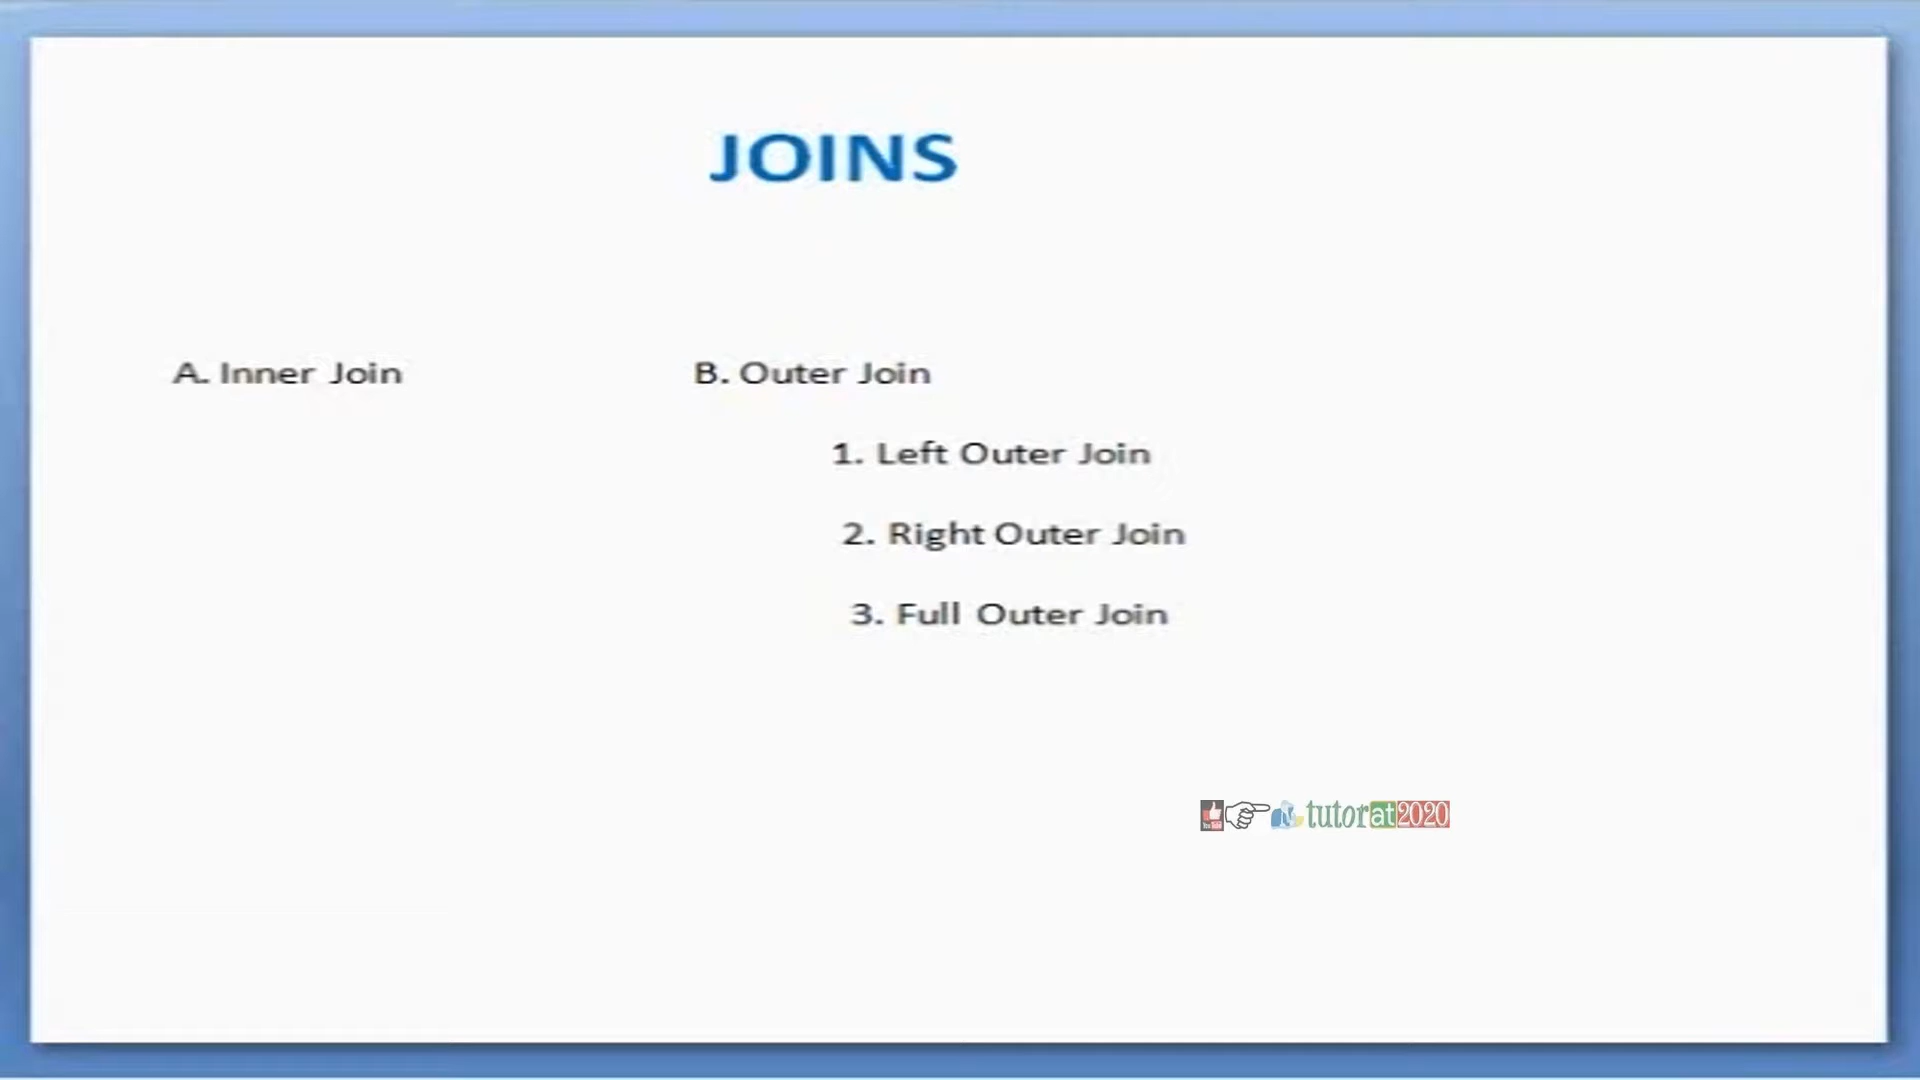 JOINS
A. Inner Join
B. Outer Join
1. Left Outer Join
2. Right Outer Join
3. Full Outer Join
tutorat2020